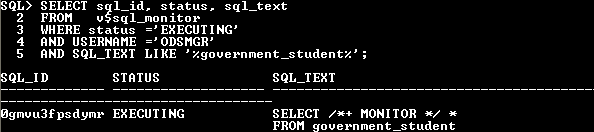 SQL> SELECT sql_id, status, sql_text
2 FROM v$sql_monitor
3 WHERE status ='EXECUTING'
4 AND USERNAME ='ODSMGR'
5 AND SQL_TEXT LIKE '%government_student%';
SQL_ID STATUS SQL_TEXT
------------- ------------------- --------------------------------------------
--------------------------------
0gmvu3fpsdymr EXECUTING SELECT /*+ MONITOR */ *
FROM government_student